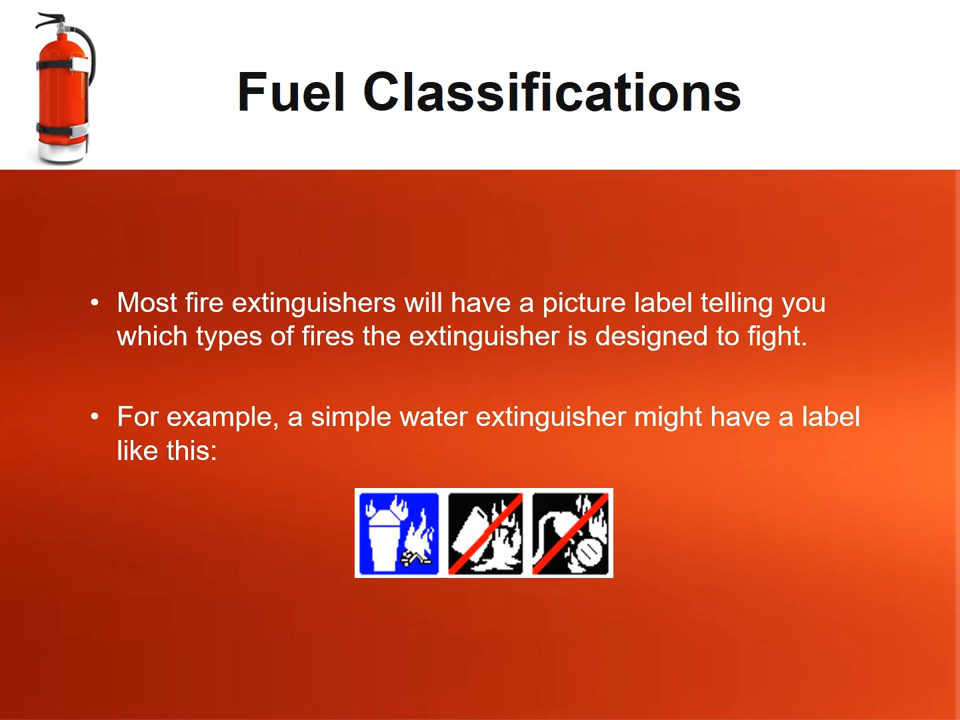 Fuel Classifications
• Most fire extinguishers will have a picture label telling you
which types of fires the extinguisher is designed to fight.
• For example, a simple water extinguisher might have a label
like this: